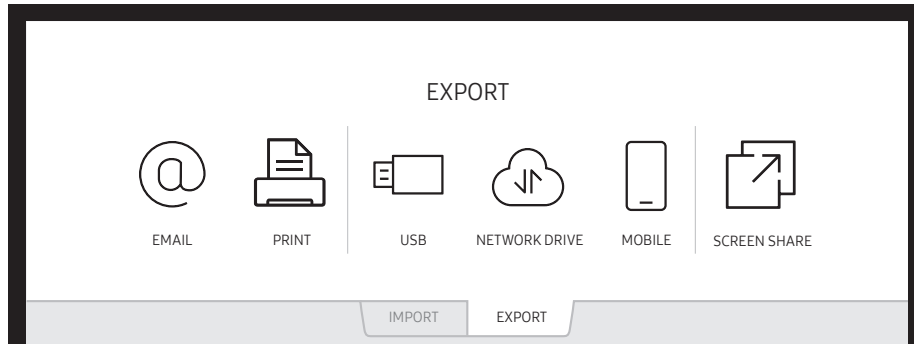 EXPORT
EMAIL PRINT USB NETWORK DRIVE MOBILE SCREEN SHARE
IMPORT EXPORT